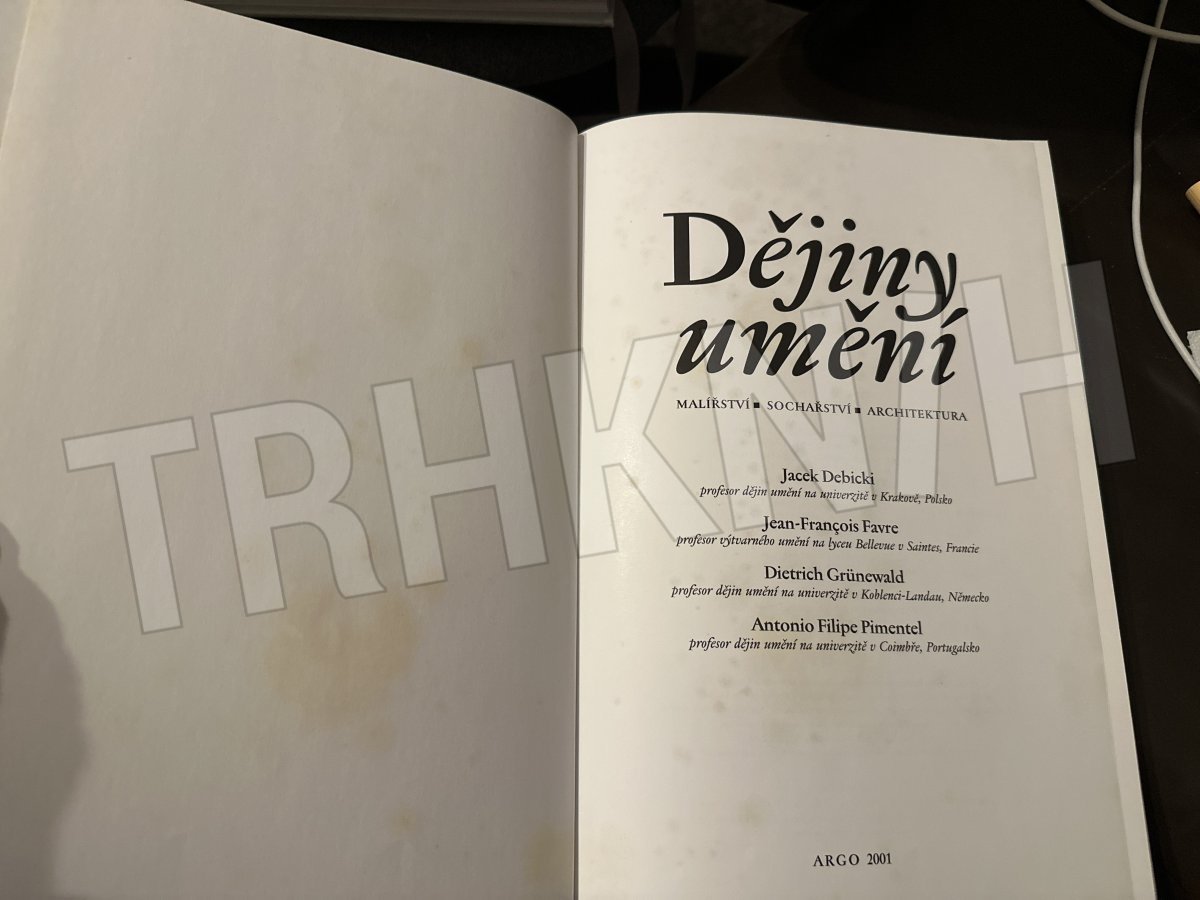 Dějiny
umění
MALÍŘSTVÍ ■ SOCHAŘSTVÍ ■ ARCHITEKTURA
Jacek Debicki
profesor dějin umění na univerzitě v Krakově, Polsko
Jean-François Favre
profesor výtvarného umění na lyceu Bellevue v Saintes, Francie
Dietrich Grünewald
profesor dějin umění na univerzitě v Koblenci-Landau, Německo
Antonio Filipe Pimentel
profesor dějin umění na univerzitě v Coimbře, Portugalsko
ARGO 2001
TRHKNIH